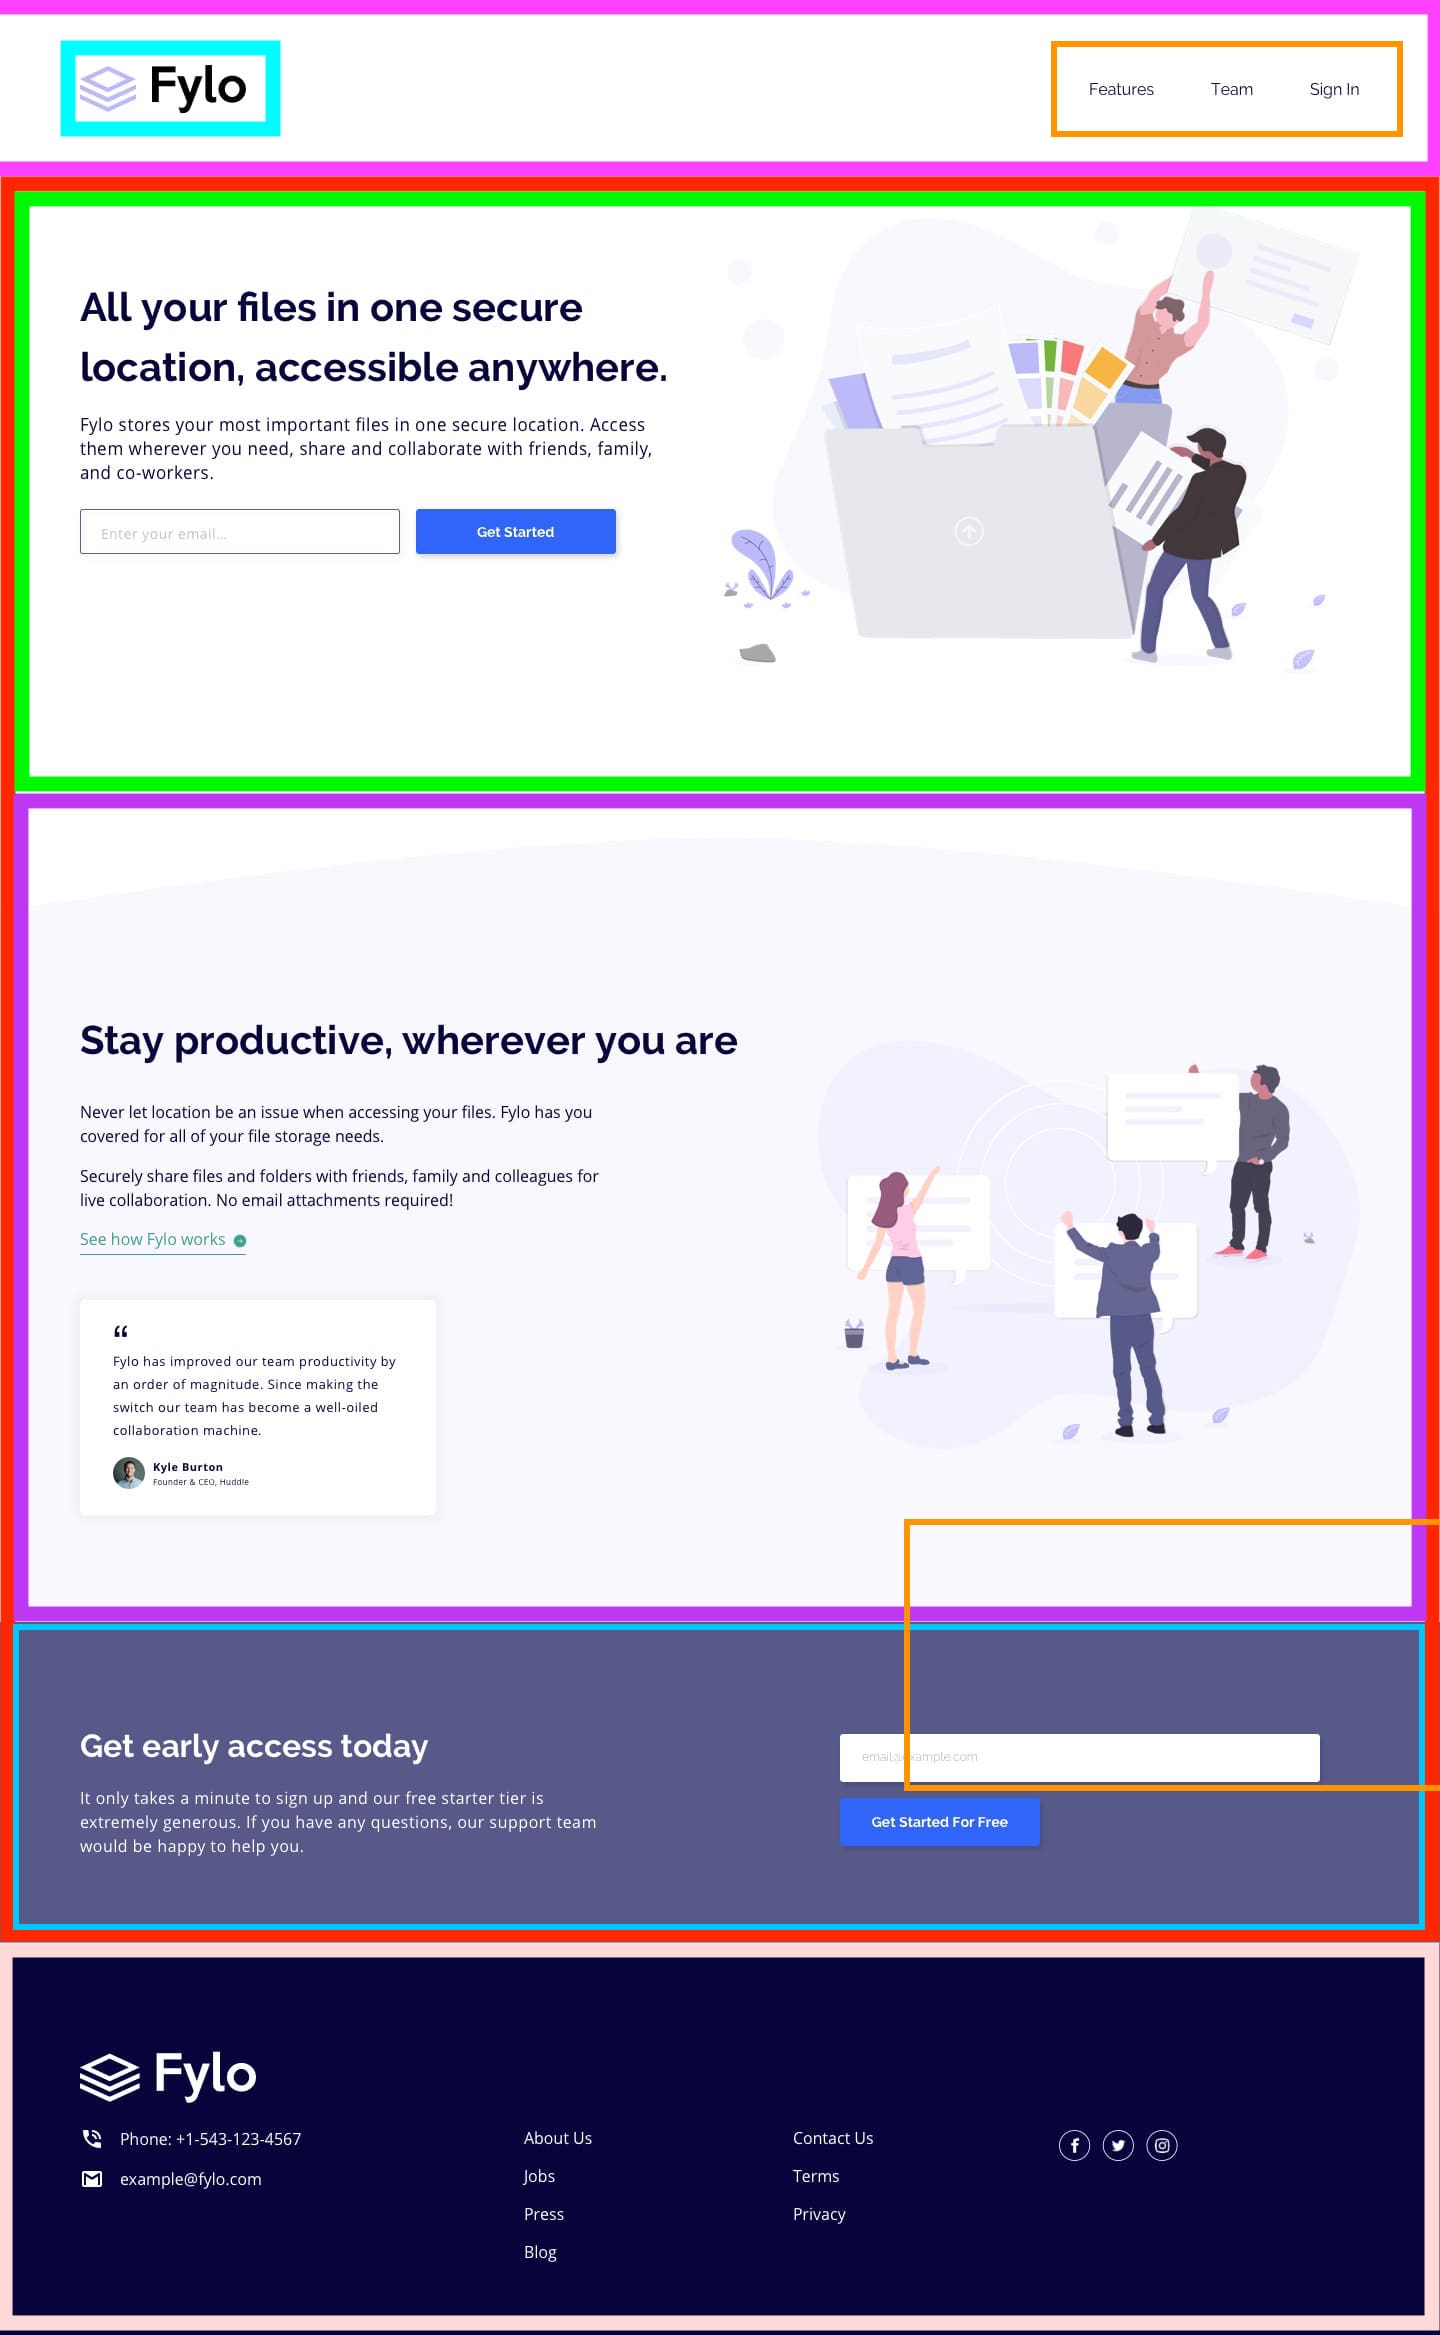 Fylo
Features
Team
Sign In
All your files in one secure
location, accessible anywhere.
Fylo stores your most important files in one secure location. Access
them wherever you need, share and collaborate with friends, family,
and co-workers.
Enter your email...
Get Started
Stay productive, wherever you are
Never let location be an issue when accessing your files. Fylo has you
covered for all of your file storage needs.
Securely share files and folders with friends, family and colleagues for
live collaboration. No email attachments required!
See how Fylo works
“
Fylo has improved our team productivity by
an order of magnitude. Since making the
switch our team has become a well-oiled
collaboration machine.
Kyle Burton
Founder & CEO, Huddle
Get early access today
It only takes a minute to sign up and our free starter tier is
extremely generous. If you have any questions, our support team
would be happy to help you.
email@example.com
Get Started For Free
Fylo
Phone: +1-543-123-4567
example@fylo.com
About Us
Jobs
Press
Blog
Contact Us
Terms
Privacy